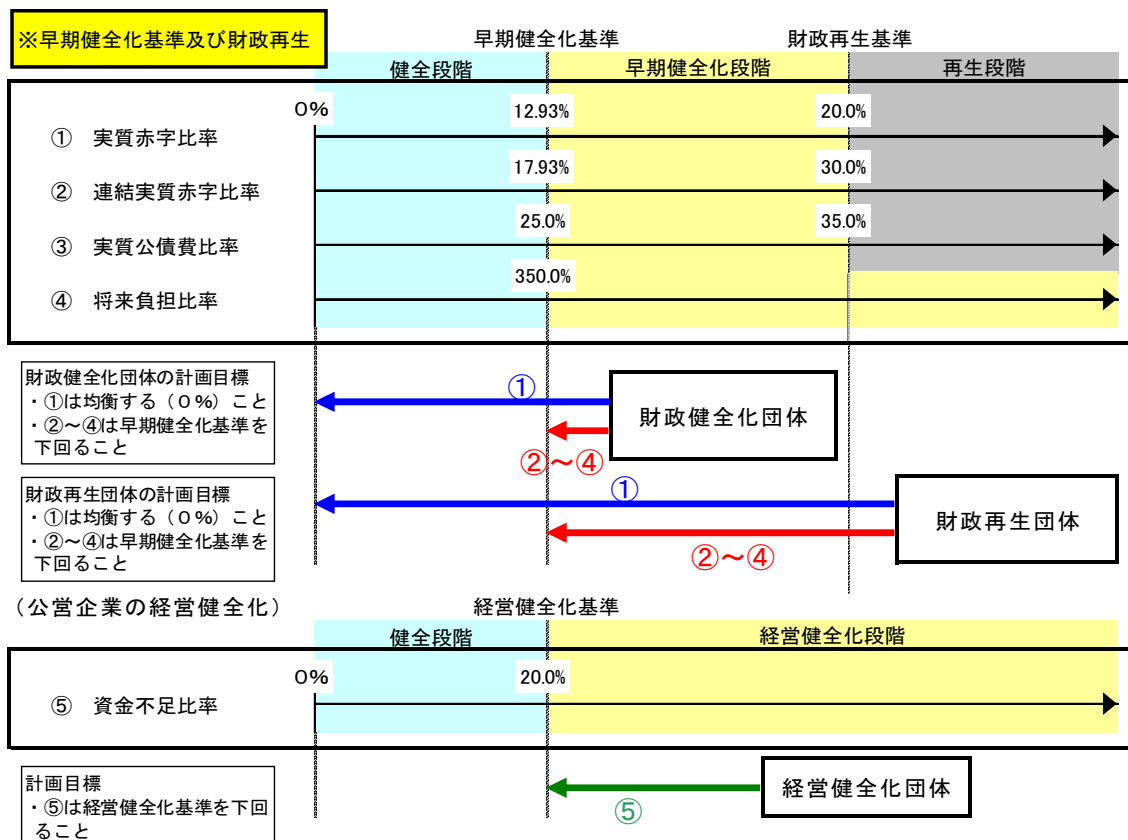 ※早期健全化基準及び財政再生
早期健全化基準
財政再生基準
健全段階
早期健全化段階
再生段階
0%
12.93%
20.0%
① 実質赤字比率
17.93%
30.0%
② 連結実質赤字比率
25.0%
35.0%
③ 実質公債費比率
350.0%
④ 将来負担比率
財政健全化団体の計画目標
・①は均衡する(0%)こと
・②～④は早期健全化基準を
下回ること
①
②～④
財政健全化団体
財政再生団体の計画目標
・①は均衡する(0%)こと
・②～④は早期健全化基準を
下回ること
①
②～④
財政再生団体
(公営企業の経営健全化)
経営健全化基準
健全段階
経営健全化段階
0%
20.0%
⑤ 資金不足比率
計画目標
・⑤は経営健全化基準を下回
ること
⑤
経営健全化団体